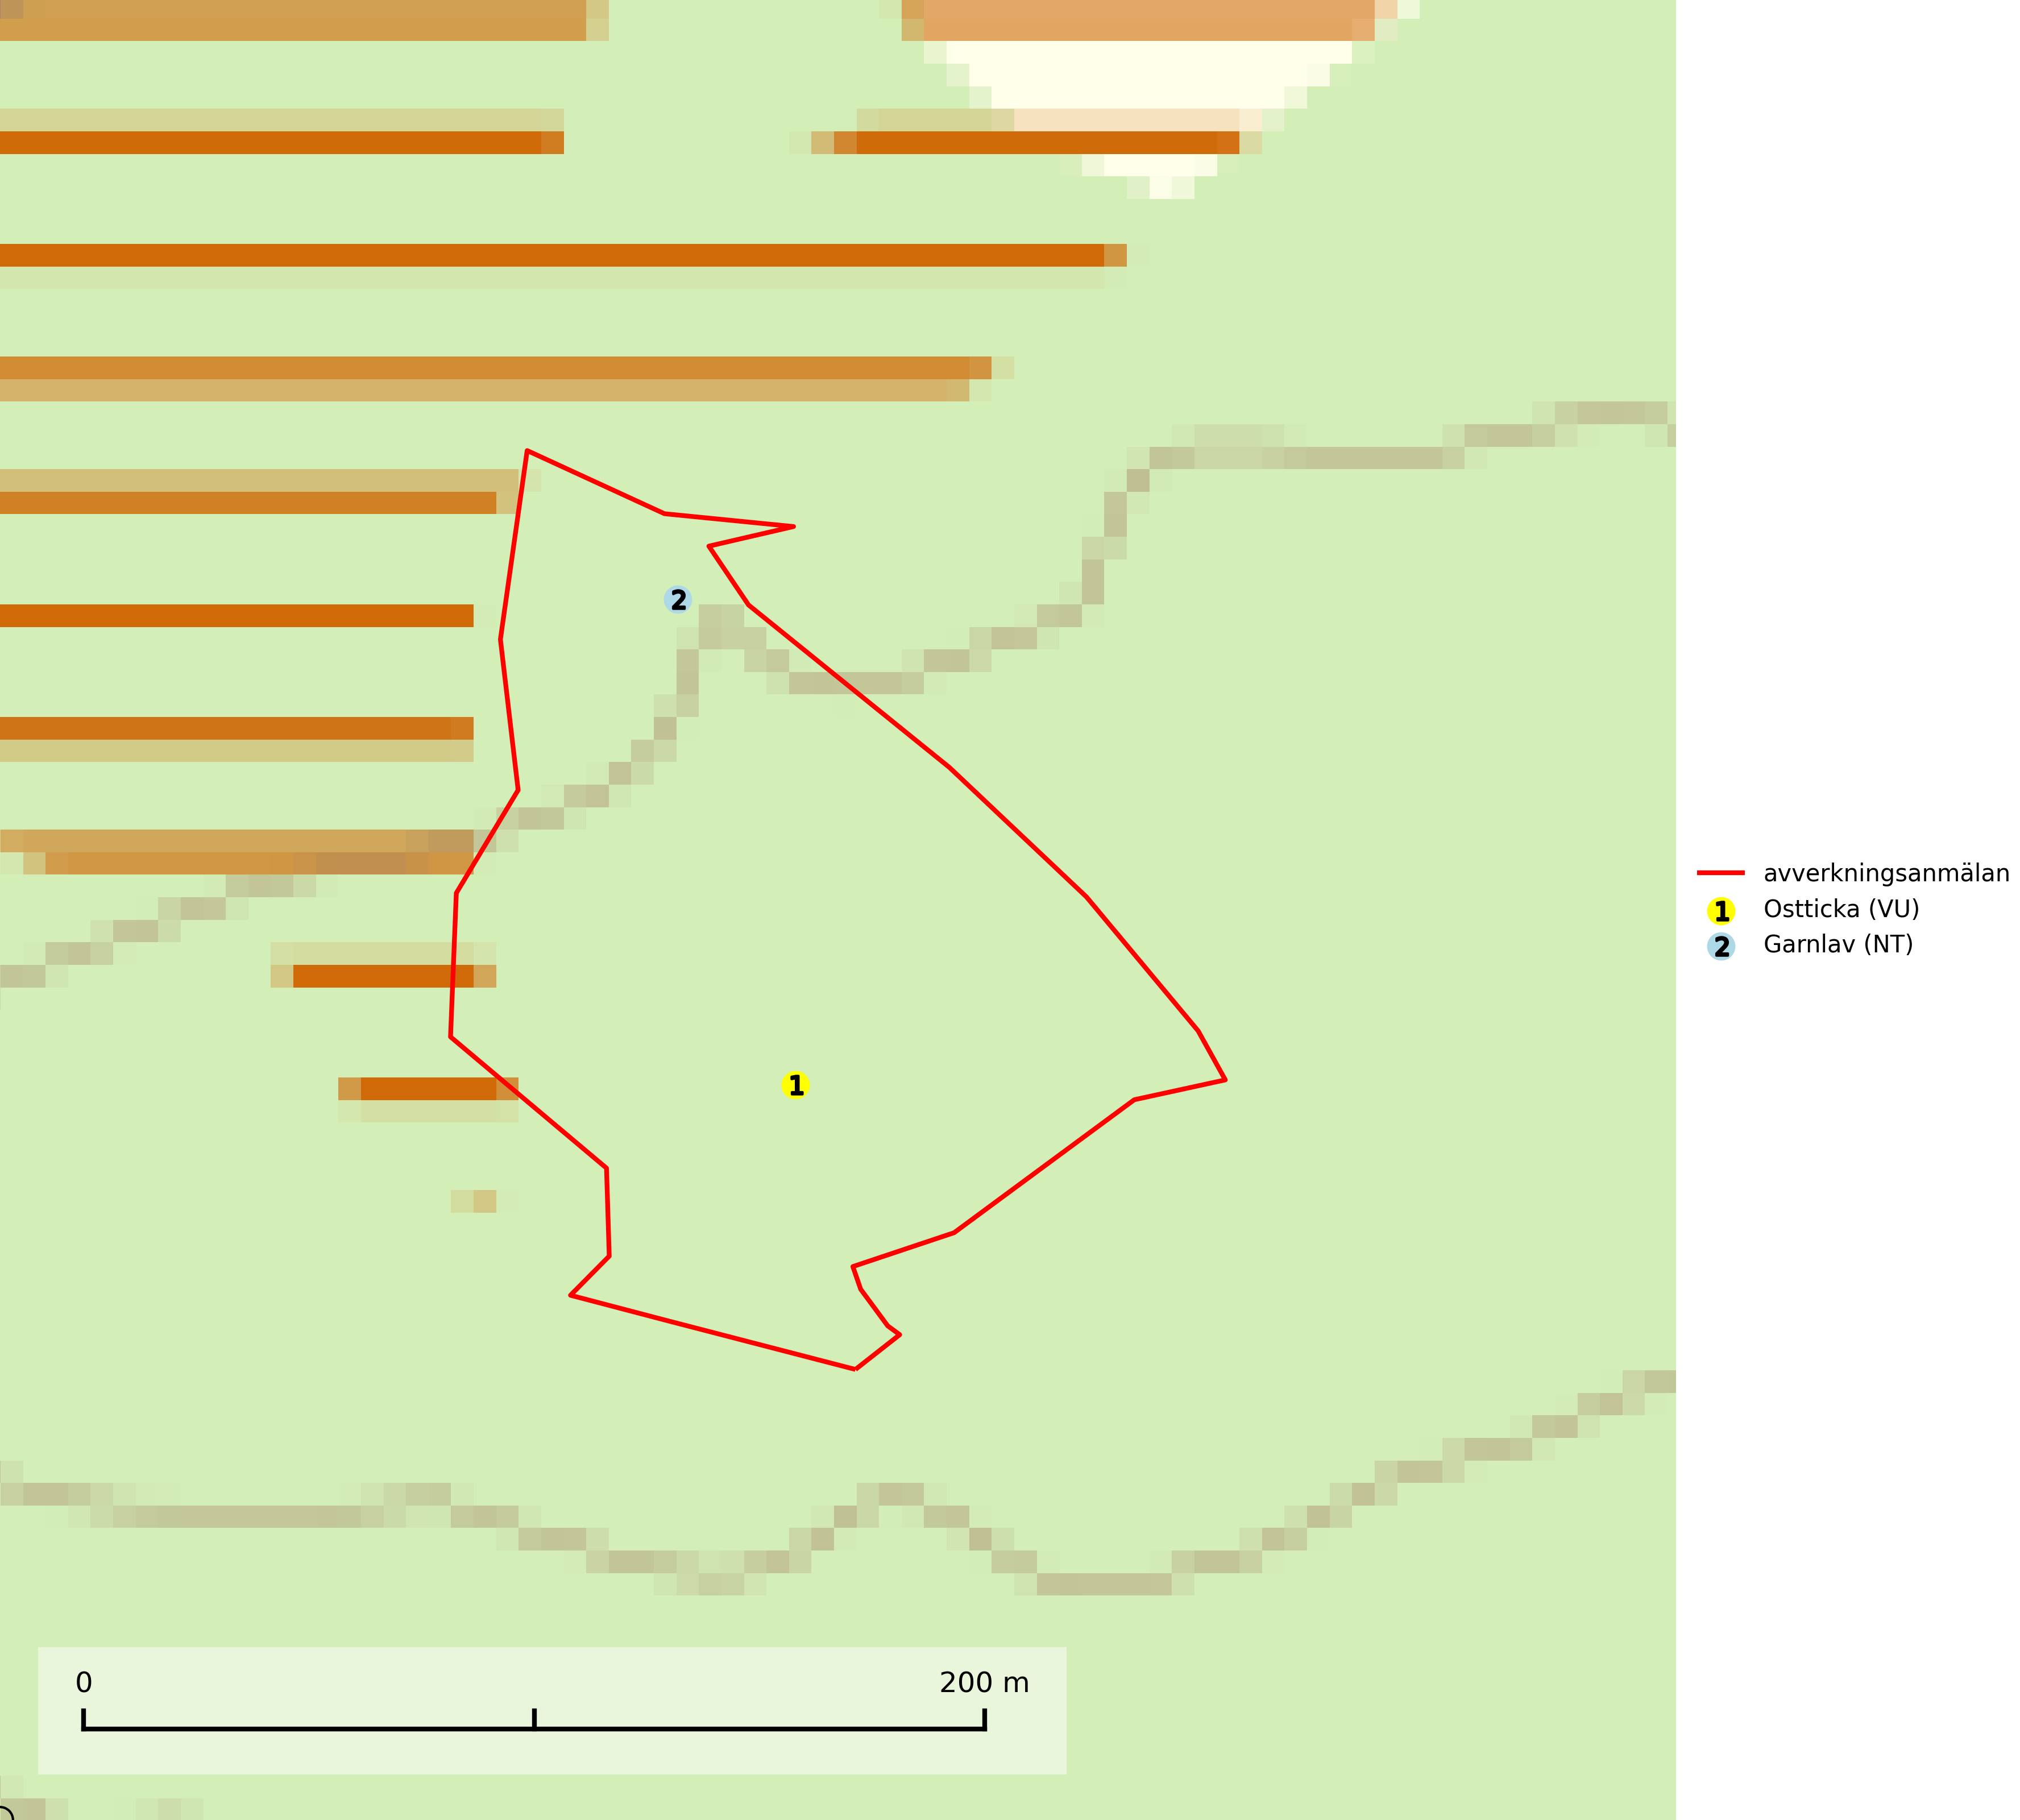 2
1
avverkningsanmälan
1 Ostticka (VU)
2 Garnlav (NT)
0 200 m